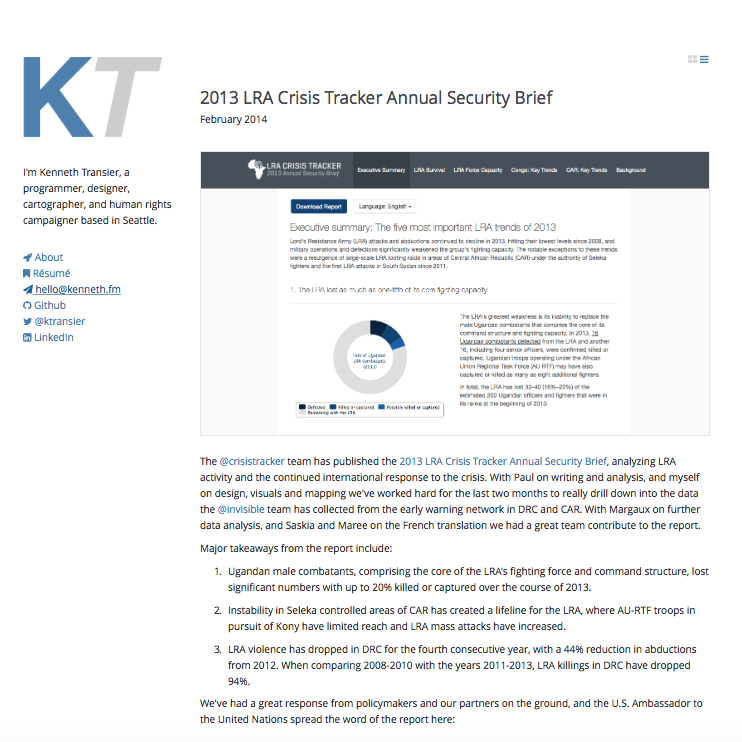 KT
I'm Kenneth Transier, a
programmer, designer,
cartographer, and human rights
campaigner based in Seattle.
About
Résumé
hello@kenneth.fm
Github
@ktransier
LinkedIn
2013 LRA Crisis Tracker Annual Security Brief
February 2014
LRA CRISIS TRACKER
2013 Annual Security Brief
Executive Summary
LRA Survival
LRA Force Capacity
Congo: Key Trends
CAR: Key Trends
Background
Download Report
Language: English
Executive summary: The five most important LRA trends of 2013
Lord's Resistance Army (LRA) attacks and abductions continued to decline in 2013, hitting their lowest levels since 2008, and
military operations and defections significantly weakened the group's fighting capacity. The notable exceptions to these trends
were a resurgence of large-scale LRA looting raids in areas of Central African Republic (CAR) under the authority of Seleka
fighters and the first LRA attacks in South Sudan since 2011.
1. The LRA lost as much as one-fifth of its core fighting capacity
Fate of Ugandan
LRA combatants
(2013)
Defected
Killed or captured
Possibly killed or captured
Remaining with the LRA
The LRA's greatest weakness is its inability to replace the
male Ugandan combatants that comprise the core of its
command structure and fighting capacity. In 2013, 16
Ugandan combatants defected from the LRA and another
16, including four senior officers, were confirmed killed or
captured. Ugandan troops operating under the African
Union Regional Task Force (AU RTF) may have also
captured or killed as many as eight additional fighters.
In total, the LRA has lost 32-40 (16%-20%) of the
estimated 200 Ugandan officers and fighters that were in
its ranks at the beginning of 2013.
The @crisistracker team has published the 2013 LRA Crisis Tracker Annual Security Brief, analyzing LRA
activity and the continued international response to the crisis. With Paul on writing and analysis, and myself
on design, visuals and mapping we've worked hard for the last two months to really drill down into the data
the @invisible team has collected from the early warning network in DRC and CAR. With Margaux on further
data analysis, and Saskia and Maree on the French translation we had a great team contribute to the report.
Major takeaways from the report include:
1. Ugandan male combatants, comprising the core of the LRA's fighting force and command structure, lost
significant numbers with up to 20% killed or captured over the course of 2013.
2. Instability in Seleka controlled areas of CAR has created a lifeline for the LRA, where AU-RTF troops in
pursuit of Kony have limited reach and LRA mass attacks have increased.
3. LRA violence has dropped in DRC for the fourth consecutive year, with a 44% reduction in abductions
from 2012. When comparing 2008-2010 with the years 2011-2013, LRA killings in DRC have dropped
94%.
We've had a great response from policymakers and our partners on the ground, and the U.S. Ambassador to
the United Nations spread the word of the report here: